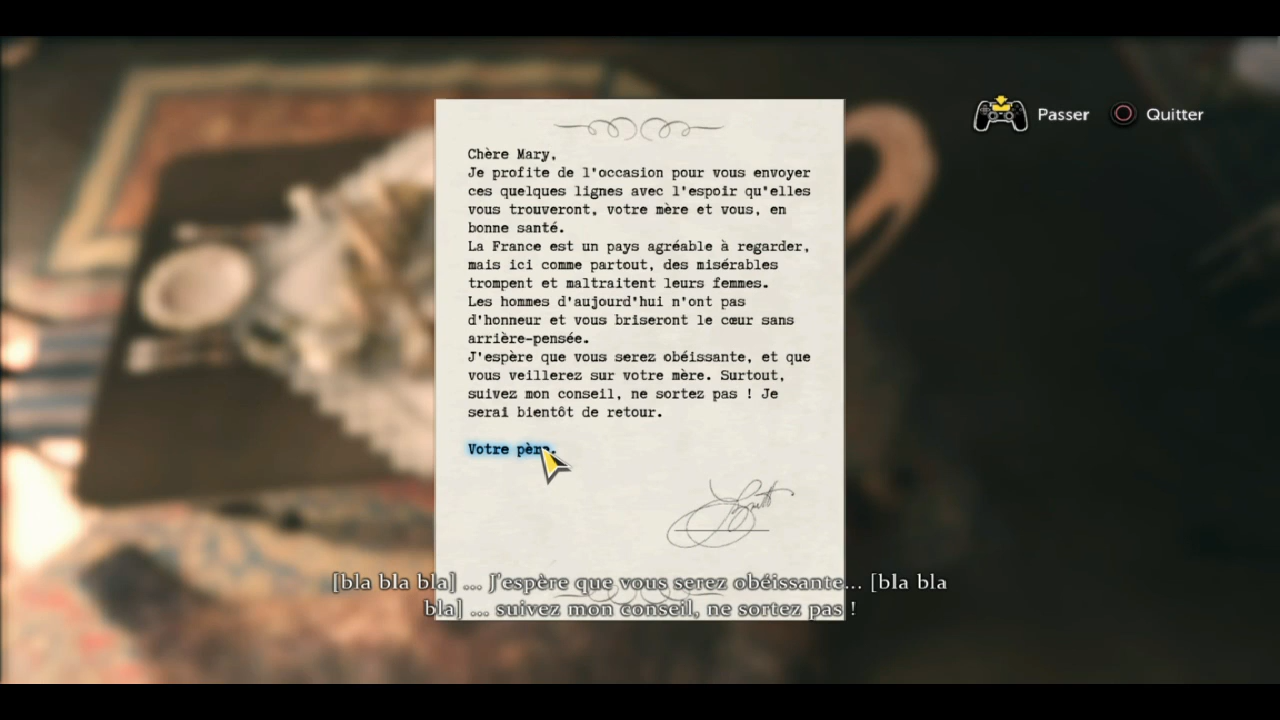 Passer
Quitter
Chère Mary,
Je profite de l'occasion pour vous envoyer
ces quelques lignes avec l'espoir qu'elles
vous trouveront, votre mère et vous, en
bonne santé.
La France est un pays agréable à regarder,
mais ici comme partout, des misérables
trompent et maltraitent leurs femmes.
Les hommes d'aujourd'hui n'ont pas
d'honneur et vous briseront le cœur sans
arrière-pensée.
J'espère que vous serez obéissante, et que
vous veillerez sur votre mère. Surtout,
suivez mon conseil, ne sortez pas ! Je
serai bientôt de retour.
Votre père.
[bla bla bla] ... J'espère que vous serez obéissante... [bla bla
bla] ... suivez mon conseil, ne sortez pas !